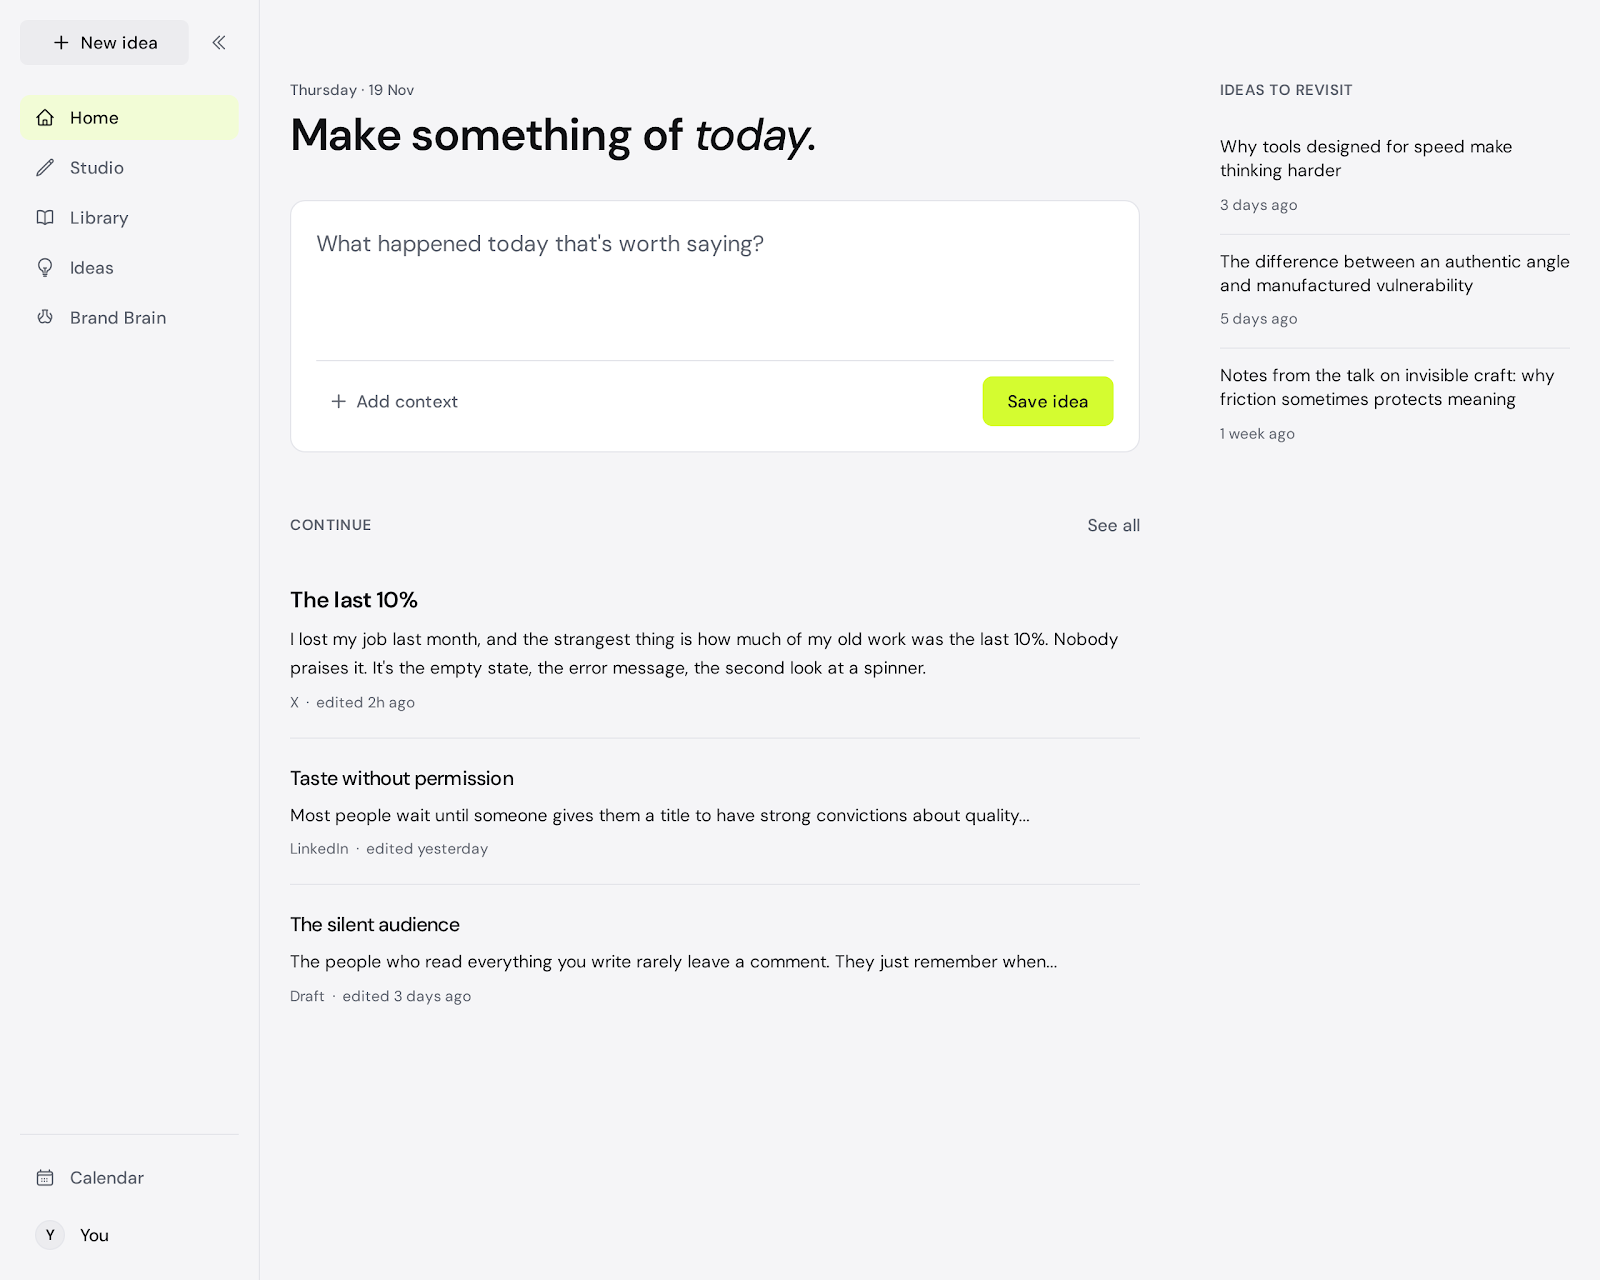 New idea
Home
Studio
Library
Ideas
Brand Brain
Calendar
Y
You
Thursday · 19 Nov
Make something of today.
What happened today that's worth saying?
Add context
Save idea
CONTINUE
See all
The last 10%
I lost my job last month, and the strangest thing is how much of my old work was the last 10%. Nobody
praises it. It's the empty state, the error message, the second look at a spinner.
X · edited 2h ago
Taste without permission
Most people wait until someone gives them a title to have strong convictions about quality...
LinkedIn · edited yesterday
The silent audience
The people who read everything you write rarely leave a comment. They just remember when...
Draft · edited 3 days ago
IDEAS TO REVISIT
Why tools designed for speed make
thinking harder
3 days ago
The difference between an authentic angle
and manufactured vulnerability
5 days ago
Notes from the talk on invisible craft: why
friction sometimes protects meaning
1 week ago